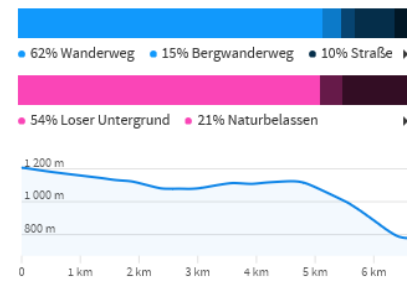 62% Wanderweg 15% Bergwanderweg 10% Straße
54% Loser Untergrund 21% Naturbelassen
1 200 m
1 000 m
800 m
0 1 km 2 km 3 km 4 km 5 km 6 km